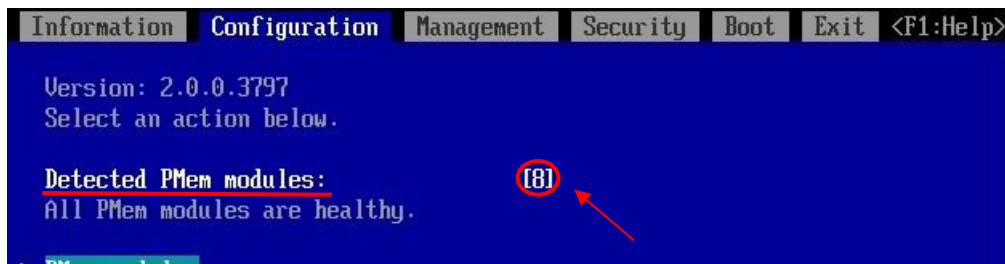 Information Configuration Management Security Boot Exit <F1:Help>
Version: 2.0.0.3797
Select an action below.
Detected PMem modules: [8]
All PMem modules are healthy.